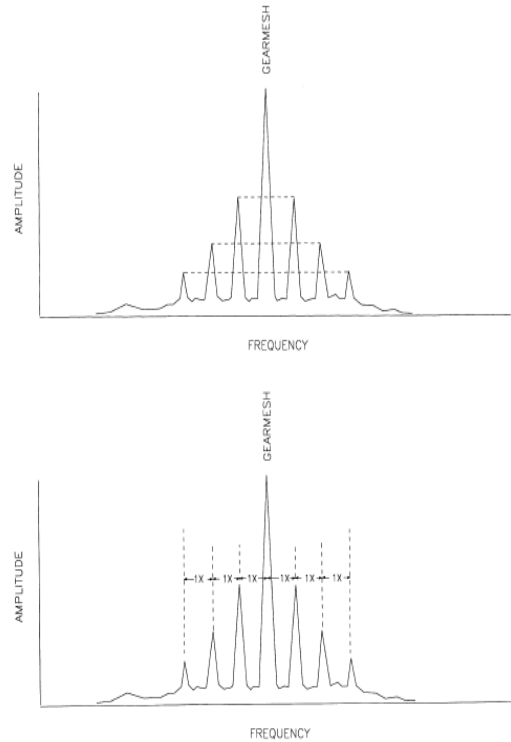 GEARMESH
AMPLITUDE
FREQUENCY
GEARMESH
1X 1X 1X 1X 1X 1X
AMPLITUDE
FREQUENCY